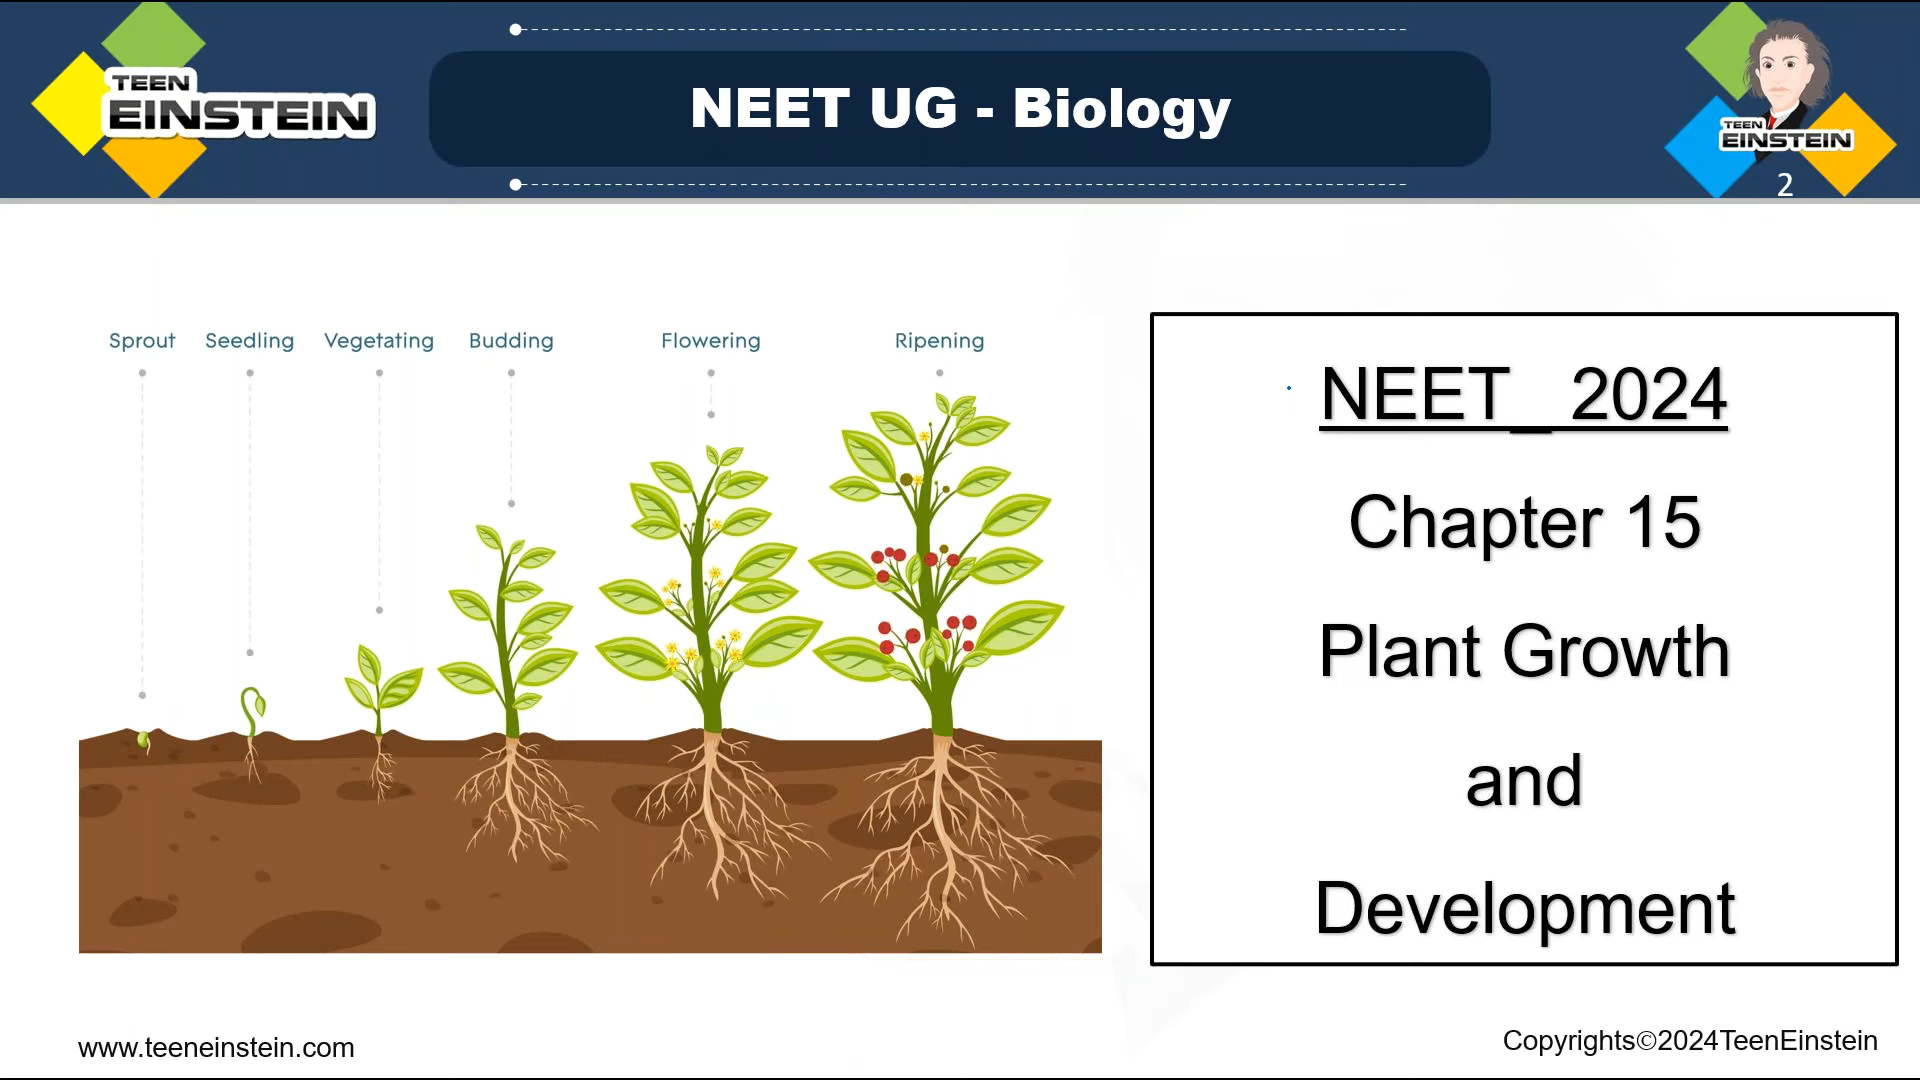 TEEN
EINSTEIN
NEET UG - Biology
TEEN
EINSTEIN
2
Sprout
Seedling
Vegetating
Budding
Flowering
Ripening
NEET_ 2024
Chapter 15
Plant Growth
and
Development
www.teeneinstein.com
Copyrights©2024TeenEinstein